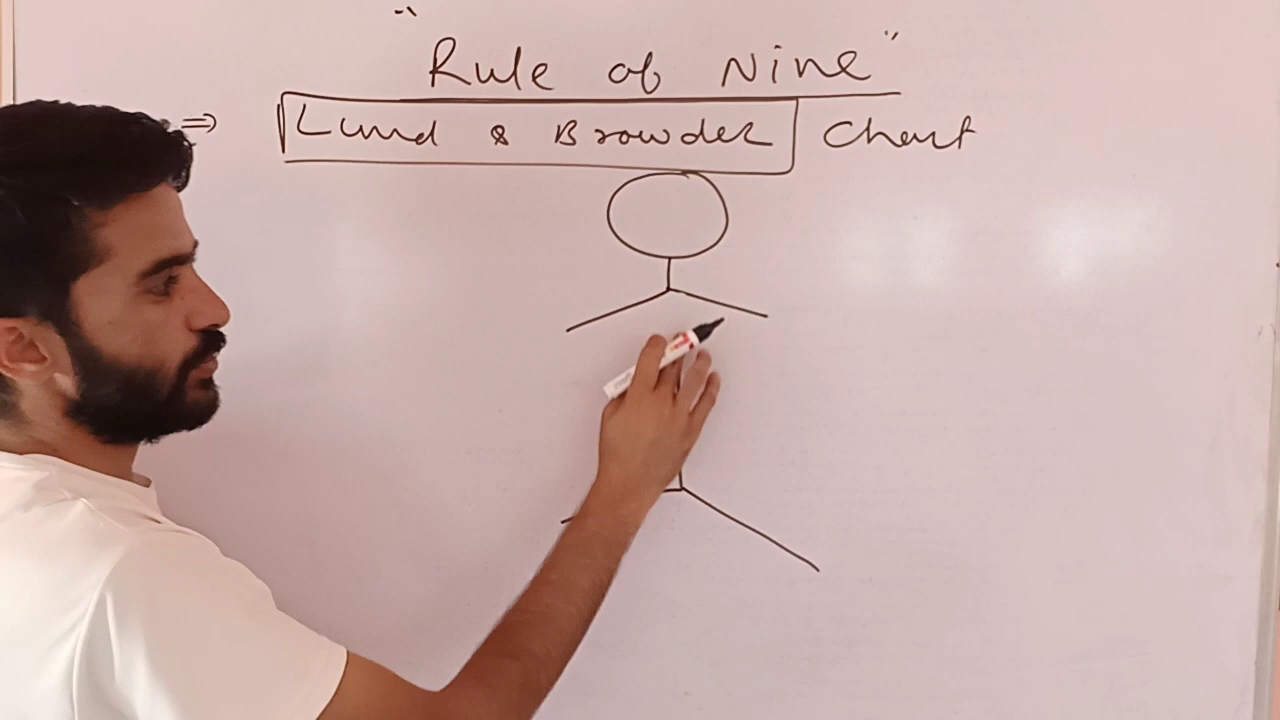 "Rule of Nine"
⇒ Lund & Browder Chart